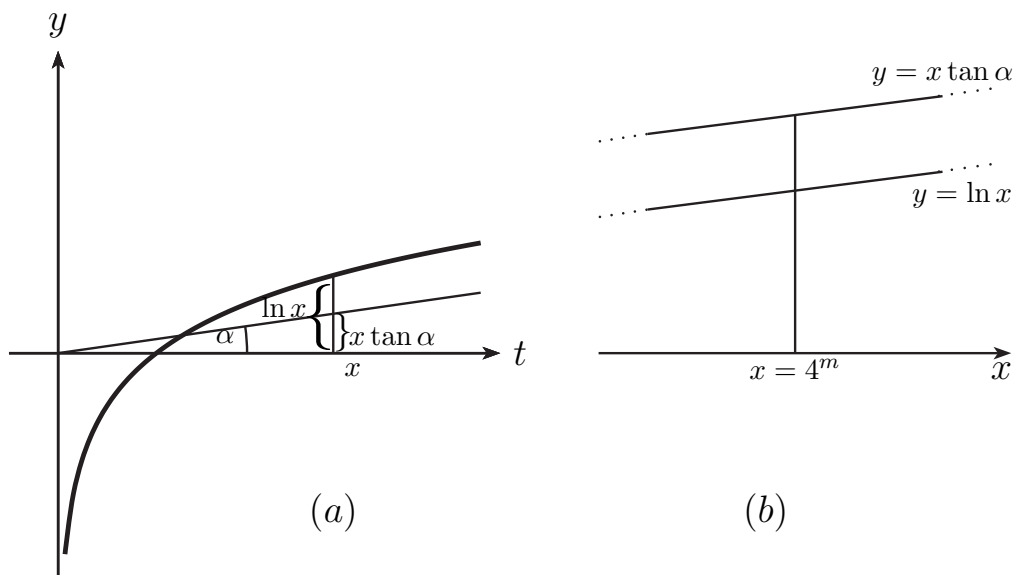 y
ln x
α
x tan α
t
x
(a)
y = x tan α
y = ln x
x = 4^m
x
(b)